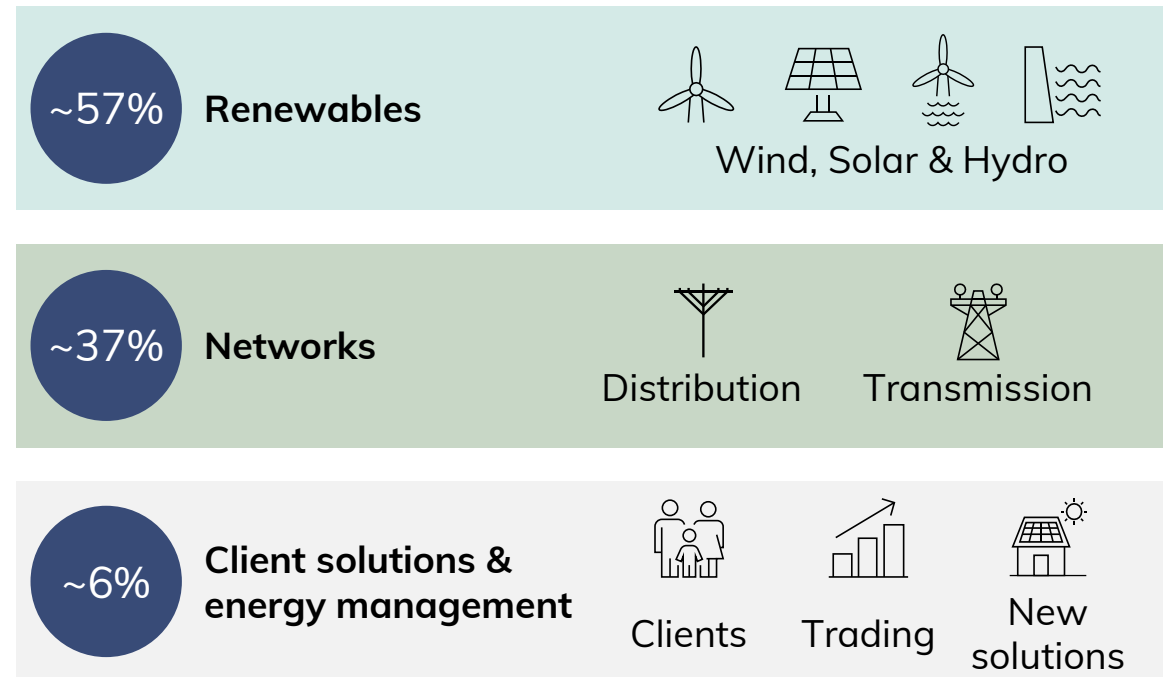 ~57%
Renewables
Wind, Solar & Hydro
~37%
Networks
Distribution
Transmission
~6%
Client solutions &
energy management
Clients
Trading
New
solutions